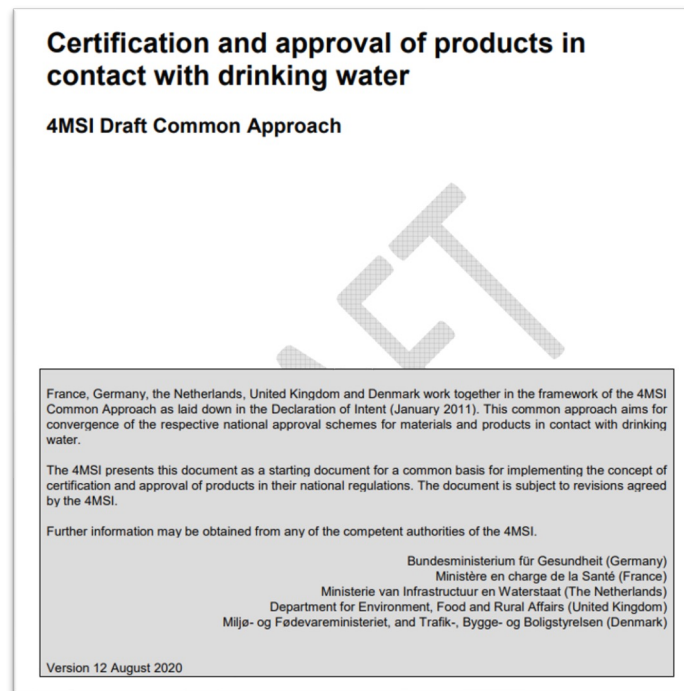 Certification and approval of products in
contact with drinking water
4MSI Draft Common Approach
France, Germany, the Netherlands, United Kingdom and Denmark work together in the framework of the 4MSI
Common Approach as laid down in the Declaration of Intent (January 2011). This common approach aims for
convergence of the respective national approval schemes for materials and products in contact with drinking
water.
The 4MSI presents this document as a starting document for a common basis for implementing the concept of
certification and approval of products in their national regulations. The document is subject to revisions agreed
by the 4MSI.
Further information may be obtained from any of the competent authorities of the 4MSI.
Bundesministerium für Gesundheit (Germany)
Ministère en charge de la Santé (France)
Ministerie van Infrastructuur en Waterstaat (The Netherlands)
Department for Environment, Food and Rural Affairs (United Kingdom)
Miljø- og Fødevareministeriet, and Trafik-, Bygge- og Boligstyrelsen (Denmark)
Version 12 August 2020